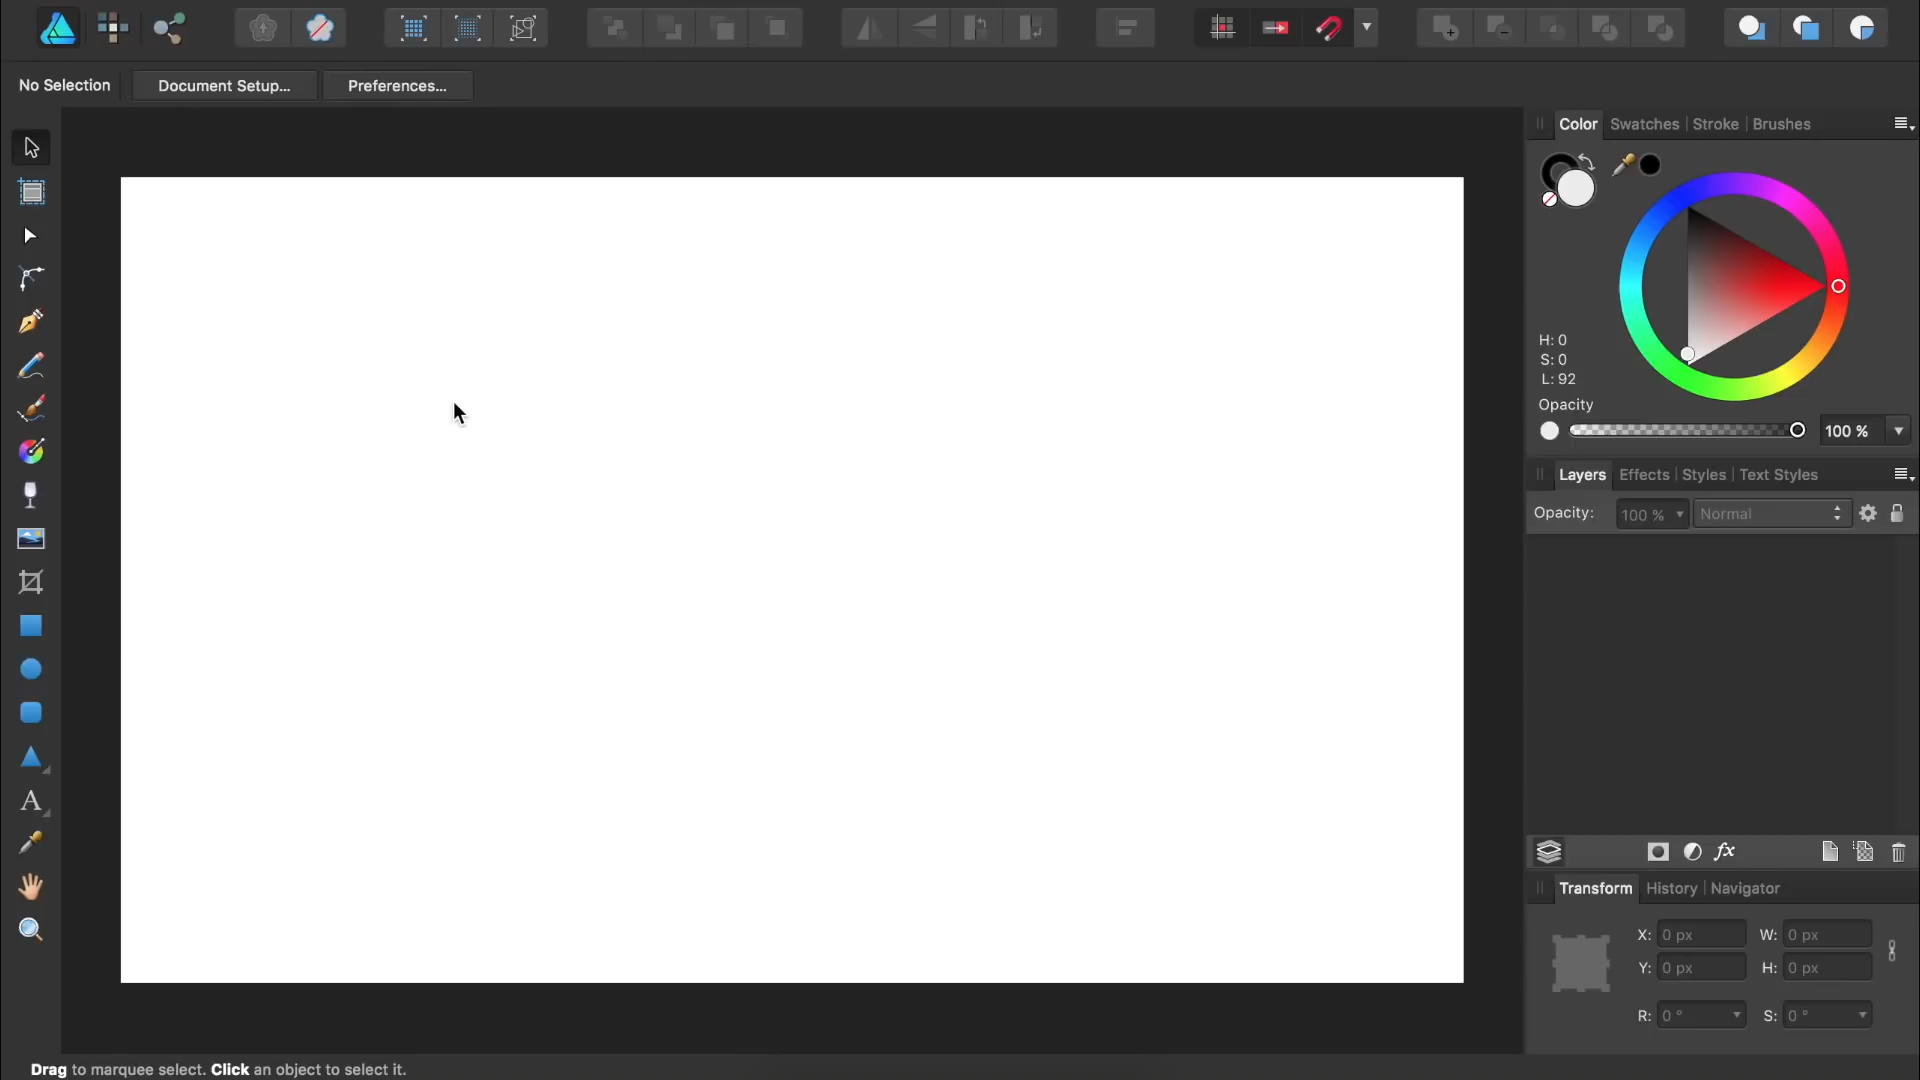 No Selection
Document Setup...
Preferences...
Color
Swatches
Stroke
Brushes
H: 0
S: 0
L: 92
Opacity
100 %
Layers
Effects
Styles
Text Styles
Opacity:
100 %
Normal
fx
Transform
History
Navigator
X: 0 px
W: 0 px
Y: 0 px
H: 0 px
R: 0 °
S: 0 °
Drag to marquee select. Click an object to select it.